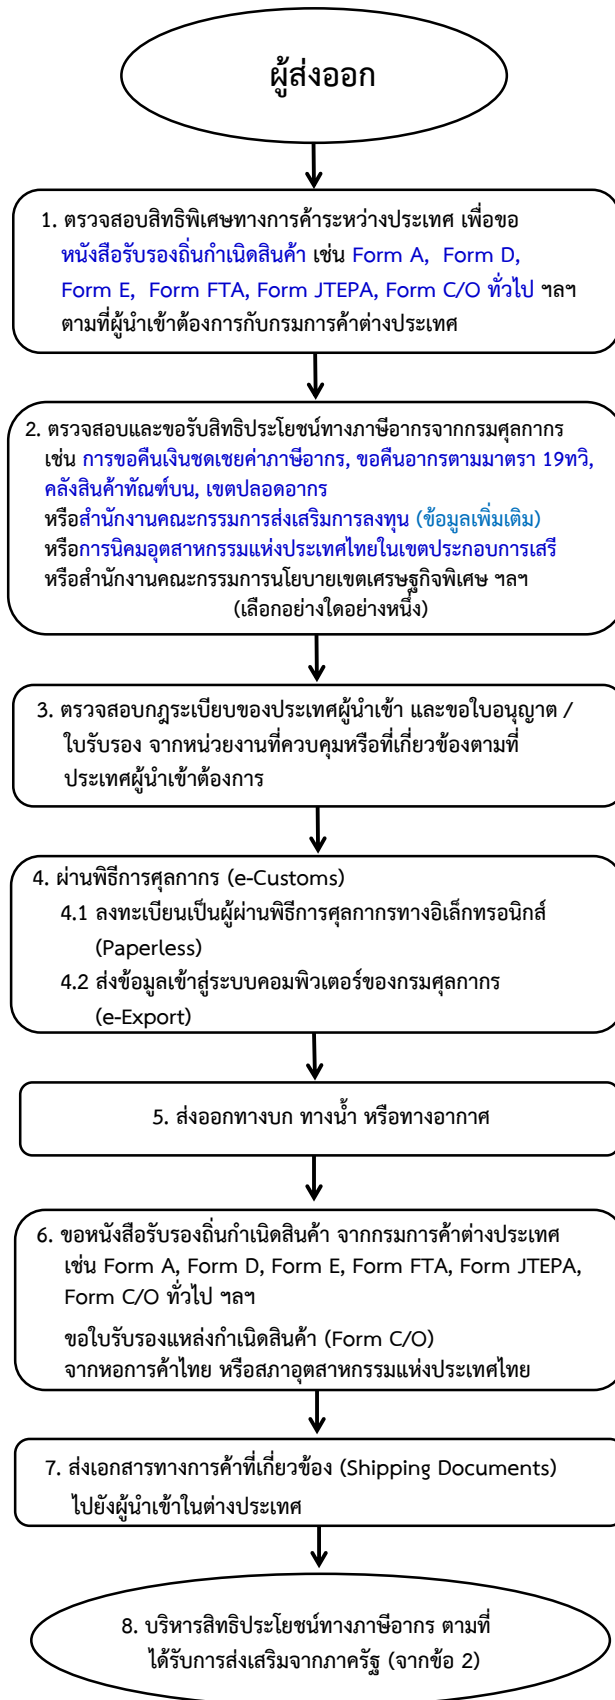 ผู้ส่งออก
1. ตรวจสอบสิทธิพิเศษทางการค้าระหว่างประเทศ เพื่อขอ
หนังสือรับรองถิ่นกำเนิดสินค้า เช่น Form A, Form D,
Form E, Form FTA, Form JTEPA, Form C/O ทั่วไป ฯลฯ
ตามที่ผู้นำเข้าต้องการกับกรมการค้าต่างประเทศ
2. ตรวจสอบและขอรับสิทธิประโยชน์ทางภาษีอากรจากกรมศุลกากร
เช่น การขอคืนเงินชดเชยค่าภาษีอากร, ขอคืนอากรตามมาตรา 19ทวิ,
คลังสินค้าทัณฑ์บน, เขตปลอดอากร
หรือสำนักงานคณะกรรมการส่งเสริมการลงทุน (ข้อมูลเพิ่มเติม)
หรือการนิคมอุตสาหกรรมแห่งประเทศไทยในเขตประกอบการเสรี
หรือสำนักงานคณะกรรมการนโยบายเขตเศรษฐกิจพิเศษ ฯลฯ
(เลือกอย่างใดอย่างหนึ่ง)
3. ตรวจสอบกฎระเบียบของประเทศผู้นำเข้า และขอใบอนุญาต /
ใบรับรอง จากหน่วยงานที่ควบคุมหรือที่เกี่ยวข้องตามที่
ประเทศผู้นำเข้าต้องการ
4. ผ่านพิธีการศุลกากร (e-Customs)
4.1 ลงทะเบียนเป็นผู้ผ่านพิธีการศุลกากรทางอิเล็กทรอนิกส์
(Paperless)
4.2 ส่งข้อมูลเข้าสู่ระบบคอมพิวเตอร์ของกรมศุลกากร
(e-Export)
5. ส่งออกทางบก ทางน้ำ หรือทางอากาศ
6. ขอหนังสือรับรองถิ่นกำเนิดสินค้า จากกรมการค้าต่างประเทศ
เช่น Form A, Form D, Form E, Form FTA, Form JTEPA,
Form C/O ทั่วไป ฯลฯ
ขอใบรับรองแหล่งกำเนิดสินค้า (Form C/O)
จากหอการค้าไทย หรือสภาอุตสาหกรรมแห่งประเทศไทย
7. ส่งเอกสารทางการค้าที่เกี่ยวข้อง (Shipping Documents)
ไปยังผู้นำเข้าในต่างประเทศ
8. บริหารสิทธิประโยชน์ทางภาษีอากร ตามที่
ได้รับการส่งเสริมจากภาครัฐ (จากข้อ 2)